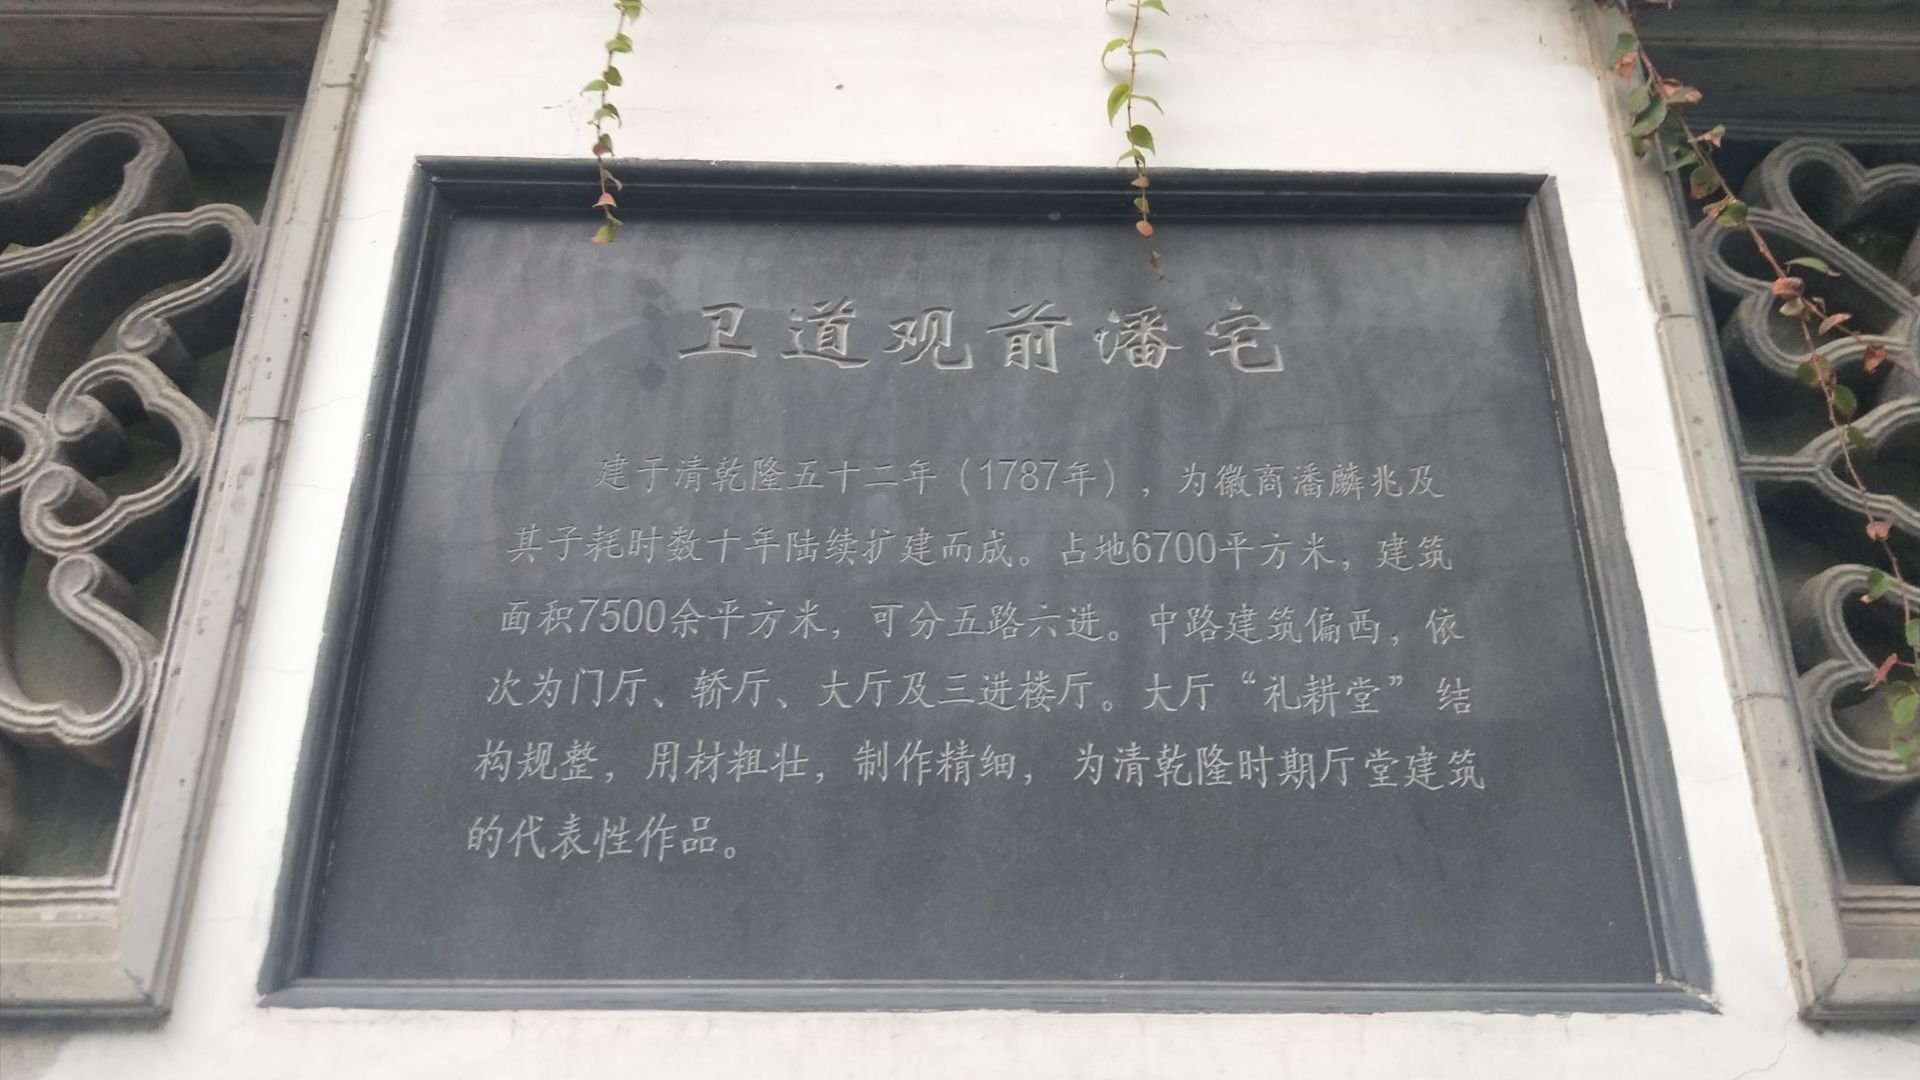 卫道观前潘宅
建于清乾隆五十二年（1787年），为徽商潘麟兆及
其子耗时数十年陆续扩建而成。占地6700平方米，建筑
面积7500余平方米，可分五路六进。中路建筑偏西，依
次为门厅、轿厅、大厅及三进楼厅。大厅“礼耕堂”结
构规整，用材粗壮，制作精细，为清乾隆时期厅堂建筑
的代表性作品。